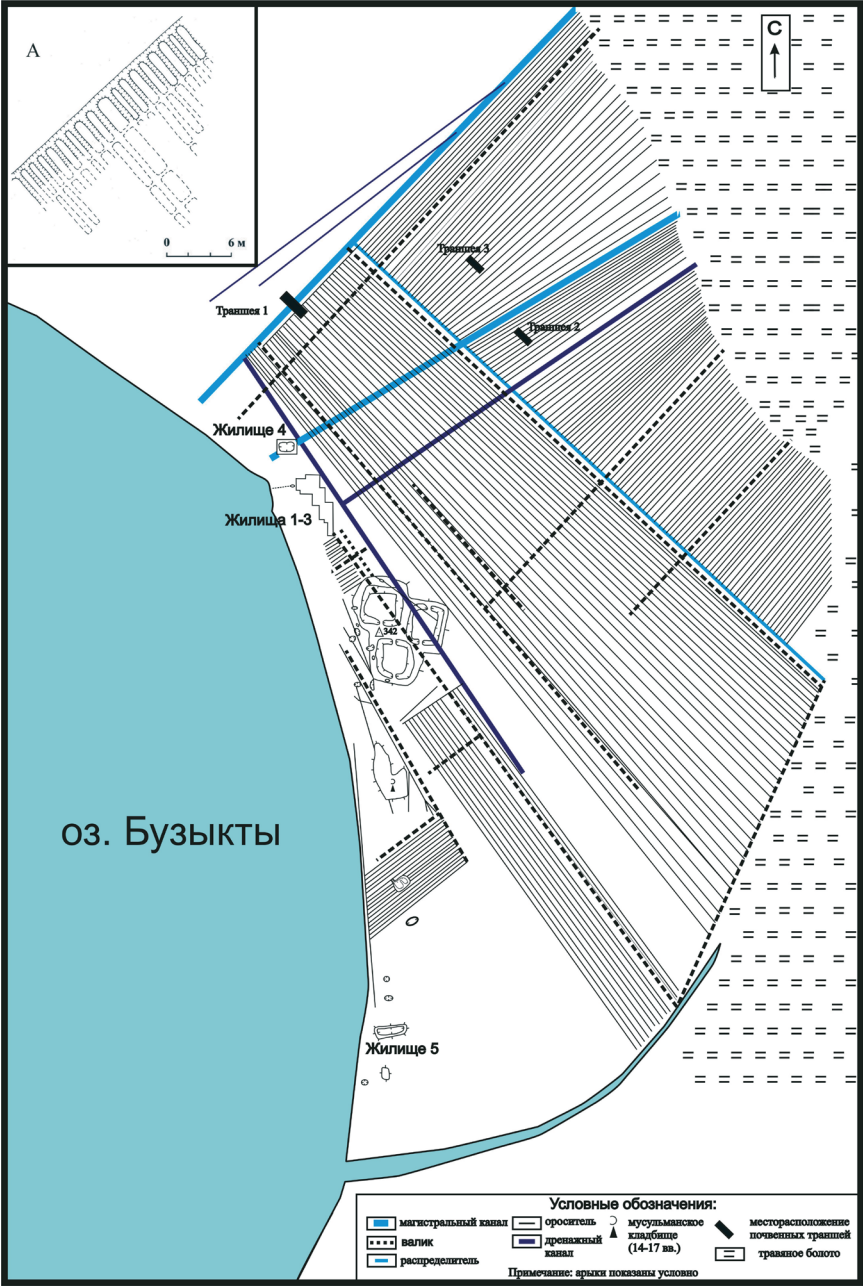 А
0 6 м
С
Траншея 3
Траншея 1
Траншея 2
Жилище 4
Жилища 1-3
342
оз. Бузыкты
Жилище 5
Условные обозначения:
магистральный канал
валик
распределитель
ороситель
дренажный
канал
мусульманское
кладбище
(14-17 вв.)
месторасположение
почвенных траншей
травяное болото
Примечание: арыки показаны условно